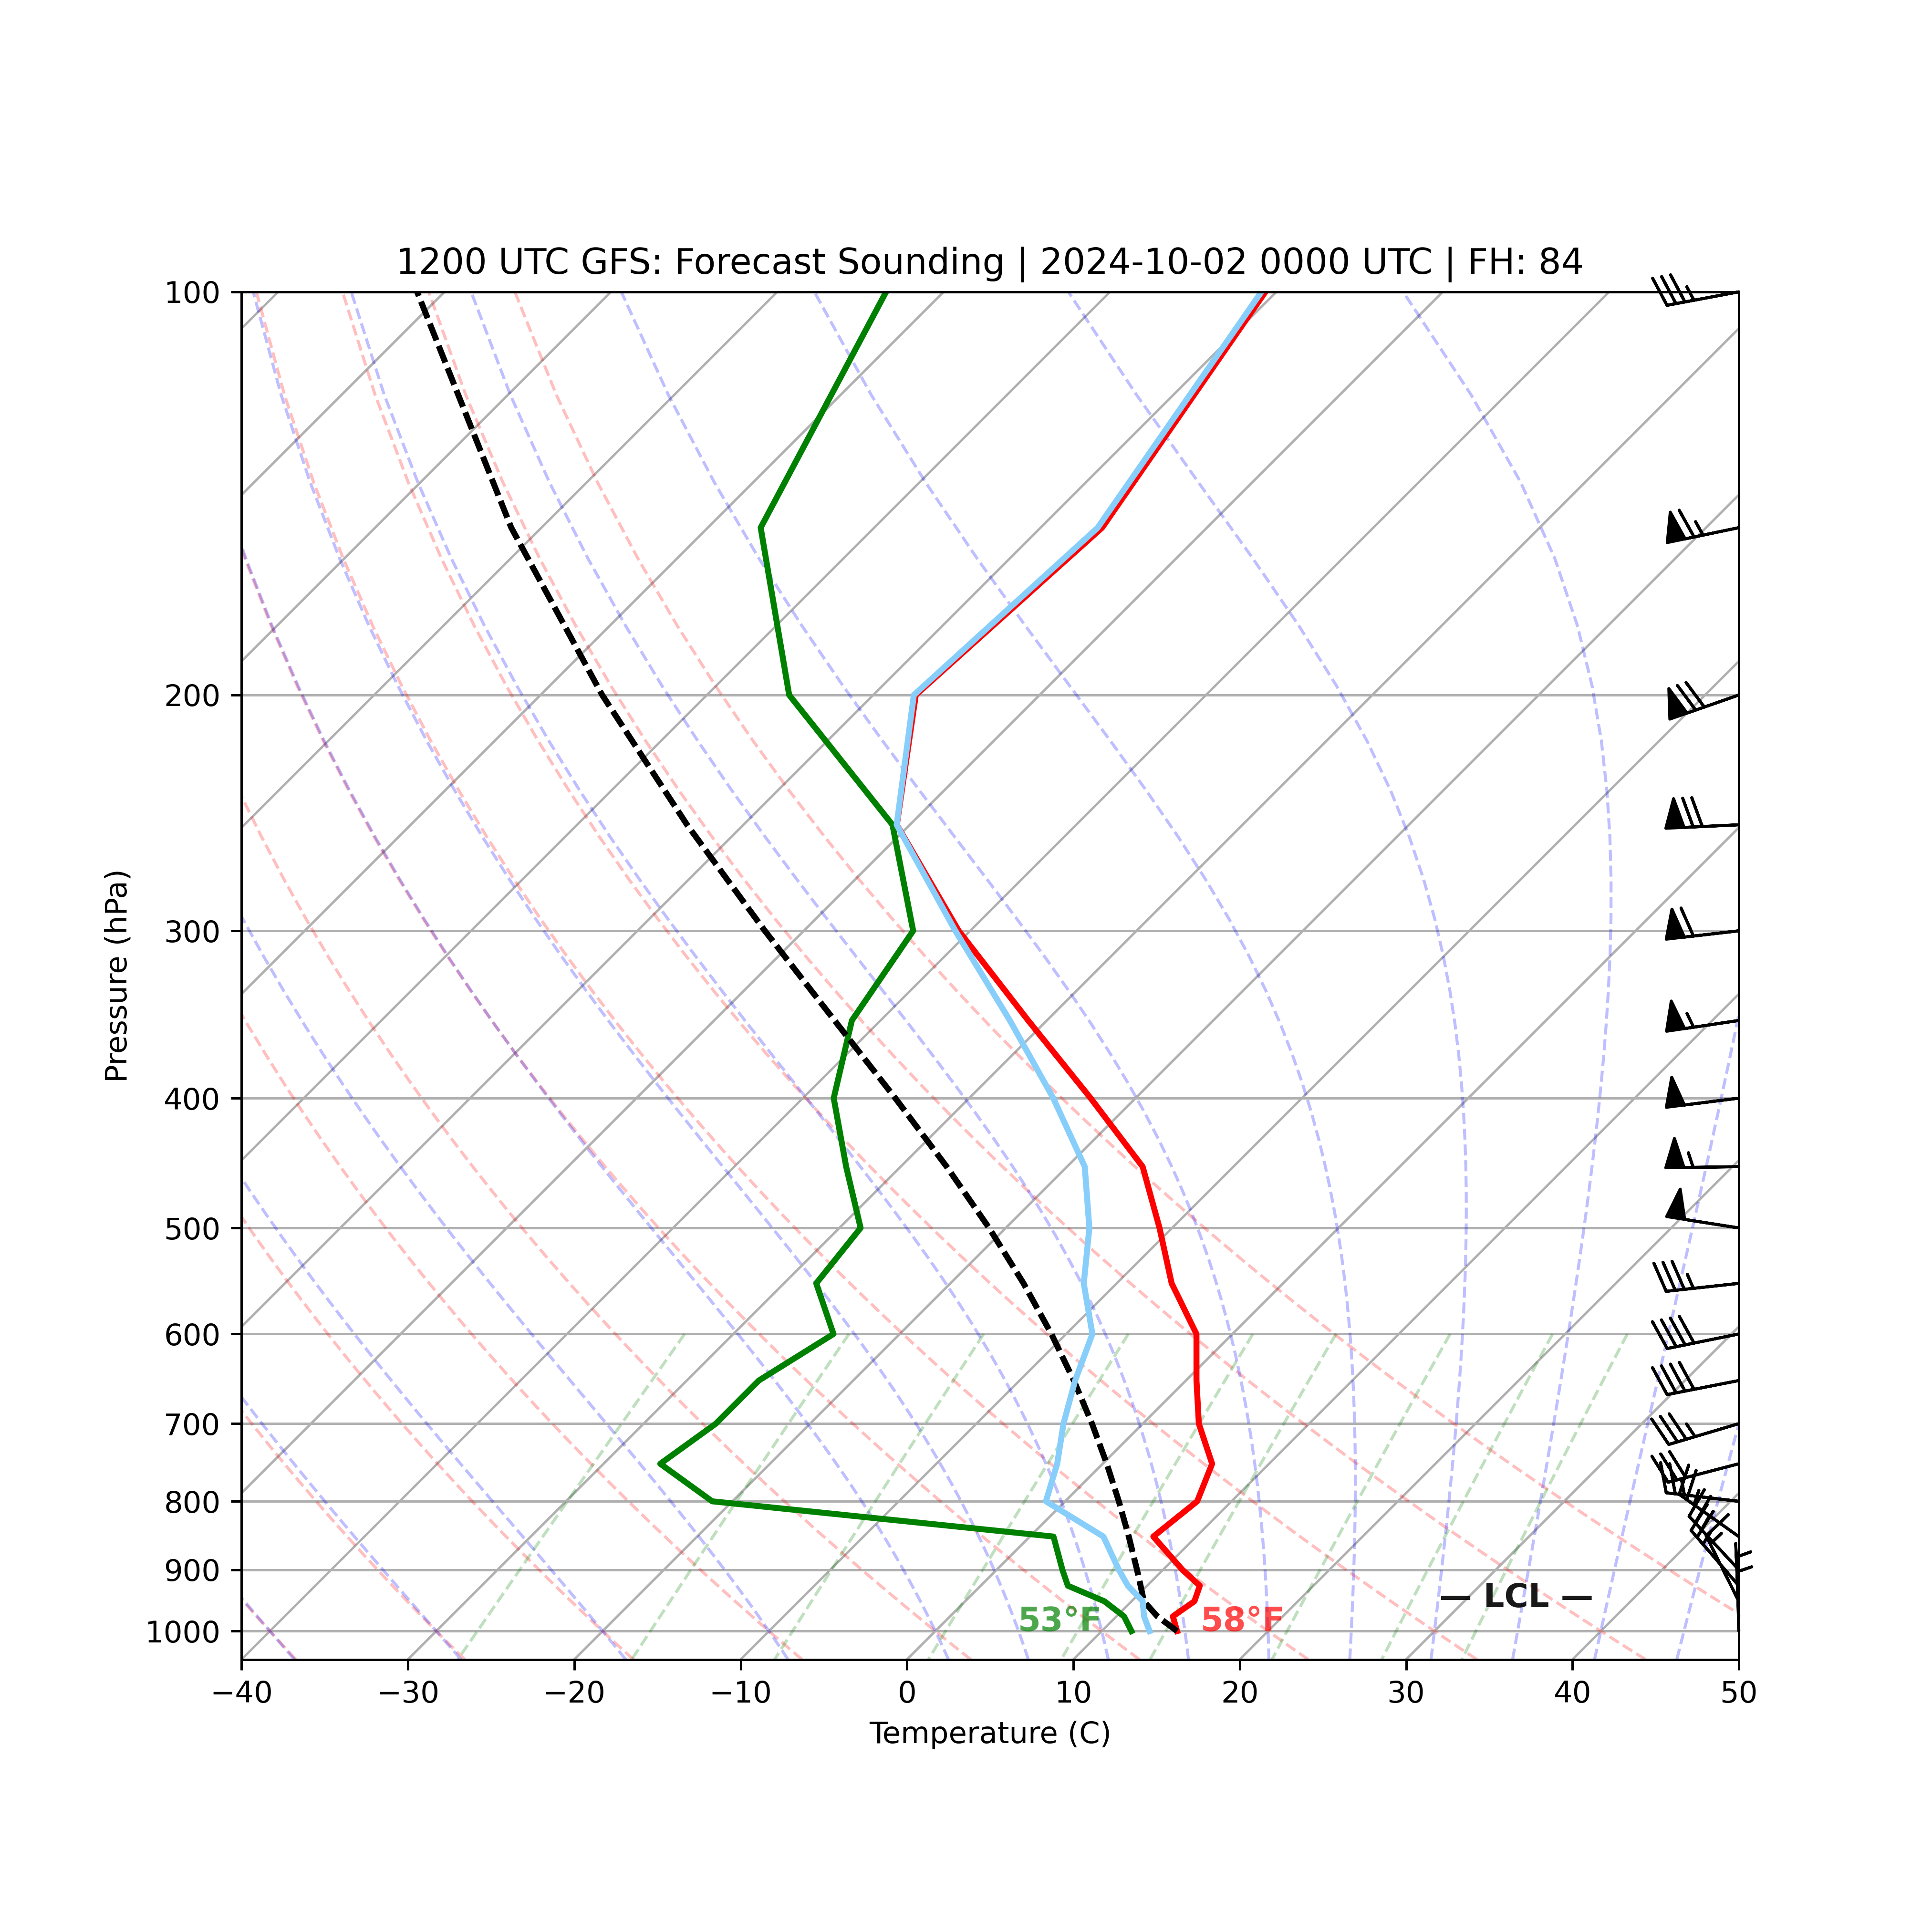 1200 UTC GFS: Forecast Sounding | 2024-10-02 0000 UTC | FH: 84
100
200
300
400
500
600
700
800
900
1000
Pressure (hPa)
— LCL —
53°F
58°F
−40 −30 −20 −10 0 10 20 30 40 50
Temperature (C)